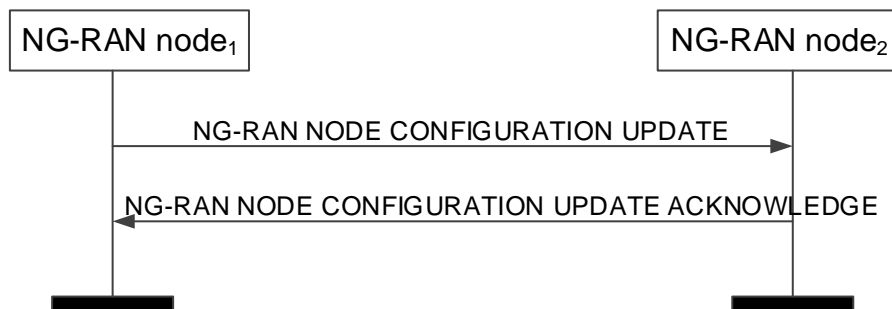 NG-RAN node₁
NG-RAN node₂
NG-RAN NODE CONFIGURATION UPDATE
NG-RAN NODE CONFIGURATION UPDATE ACKNOWLEDGE